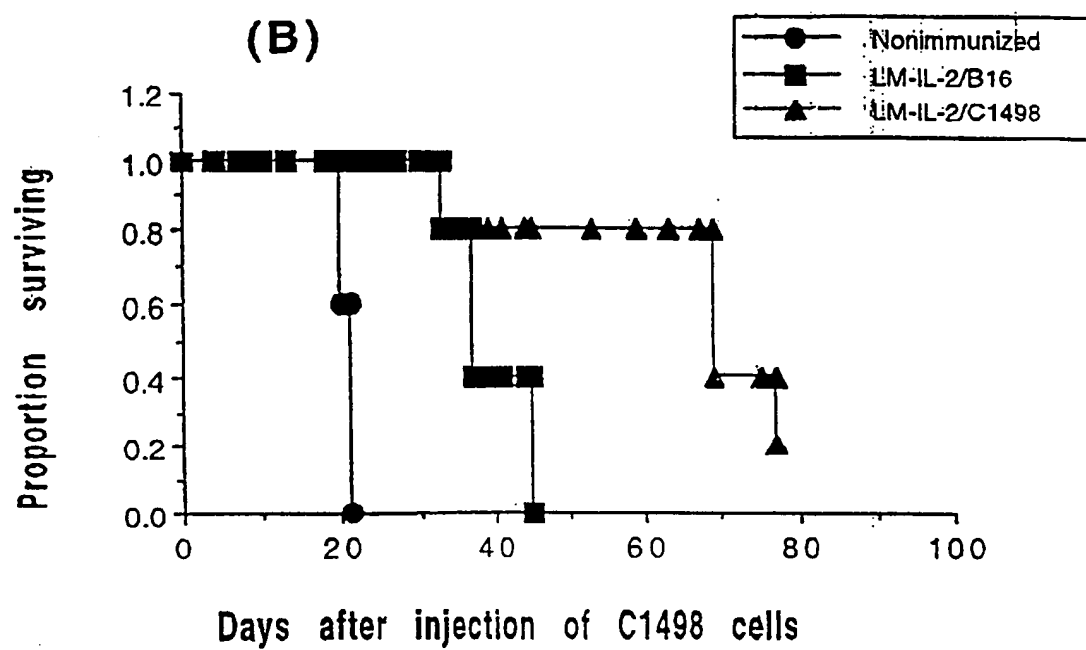 (B)
Nonimmunized
LM-IL-2/B16
LM-IL-2/C1498
1.2
1.0
0.8
0.6
0.4
0.2
0.0
Proportion surviving
0 20 40 60 80 100
Days after injection of C1498 cells